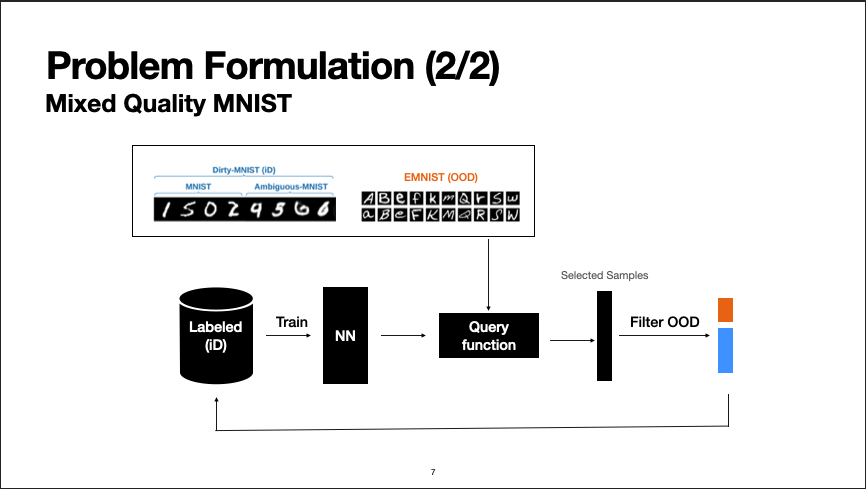 Problem Formulation (2/2)
Mixed Quality MNIST
Dirty-MNIST (iD)
MNIST
Ambiguous-MNIST
1 5 0 2 4 5 6 6
EMNIST (OOD)
A B e f k m Q r S w
a B e F K M Q R S W
Selected Samples
Labeled
(iD)
Train
NN
Query
function
Filter OOD
7